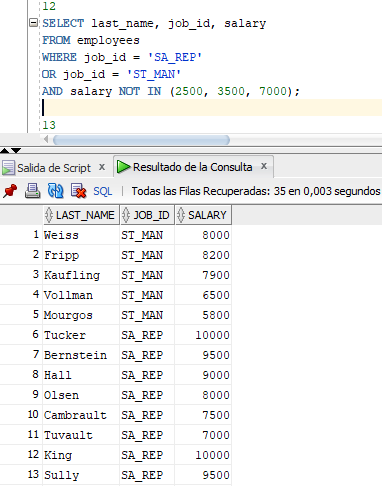 12
SELECT last_name, job_id, salary
FROM employees
WHERE job_id = 'SA_REP'
OR job_id = 'ST_MAN'
AND salary NOT IN (2500, 3500, 7000);
13
Salida de Script x Resultado de la Consulta x
SQL | Todas las Filas Recuperadas: 35 en 0,003 segundos
LAST_NAME JOB_ID SALARY
1 Weiss ST_MAN 8000
2 Fripp ST_MAN 8200
3 Kaufling ST_MAN 7900
4 Vollman ST_MAN 6500
5 Mourgos ST_MAN 5800
6 Tucker SA_REP 10000
7 Bernstein SA_REP 9500
8 Hall SA_REP 9000
9 Olsen SA_REP 8000
10 Cambrault SA_REP 7500
11 Tuvault SA_REP 7000
12 King SA_REP 10000
13 Sully SA_REP 9500